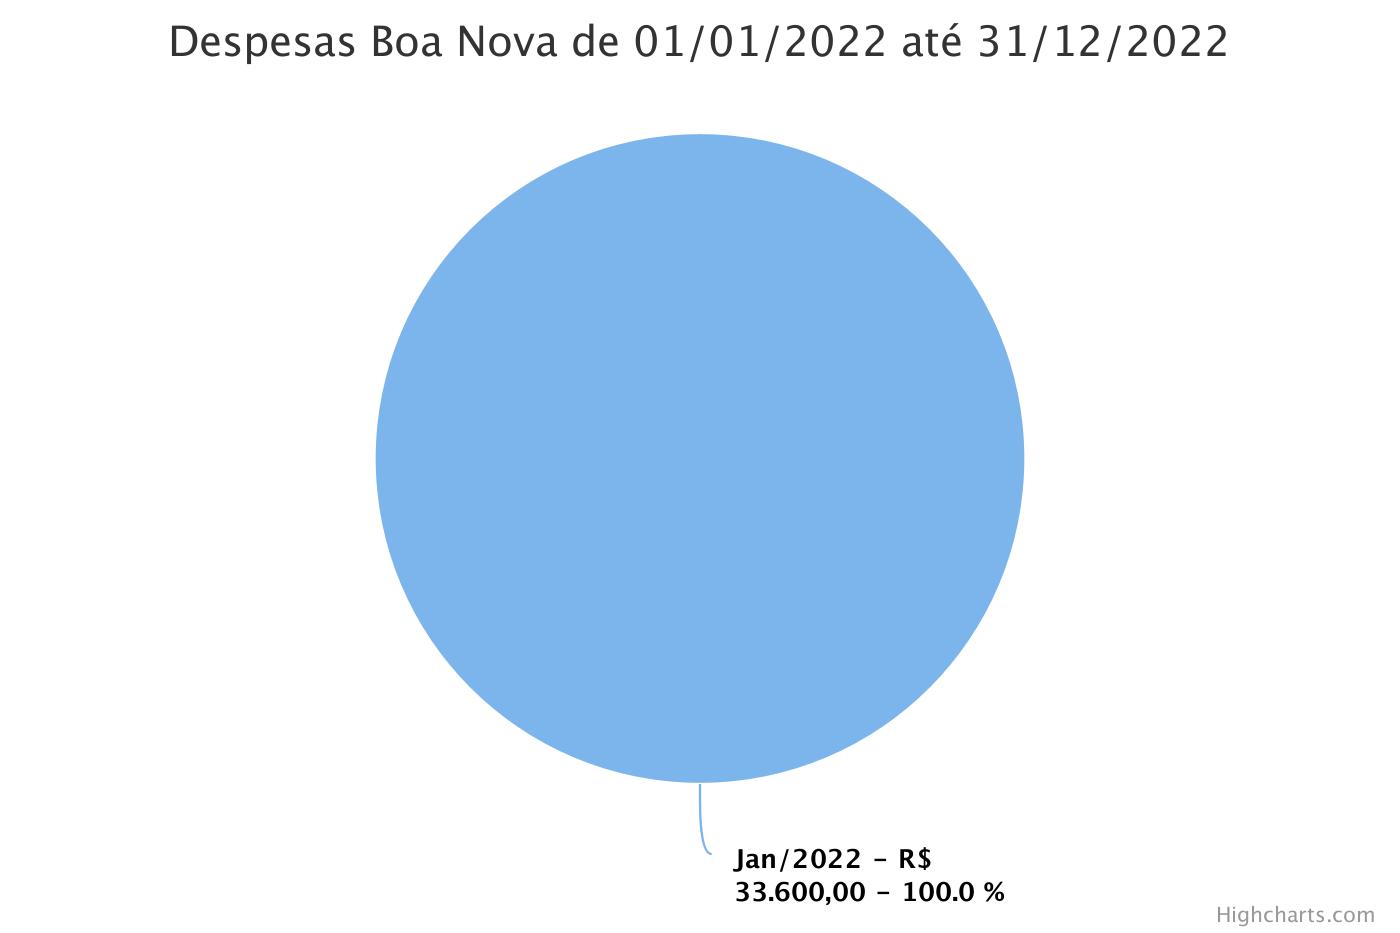 Despesas Boa Nova de 01/01/2022 até 31/12/2022
Jan/2022 - R$
33.600,00 - 100.0 %
Highcharts.com